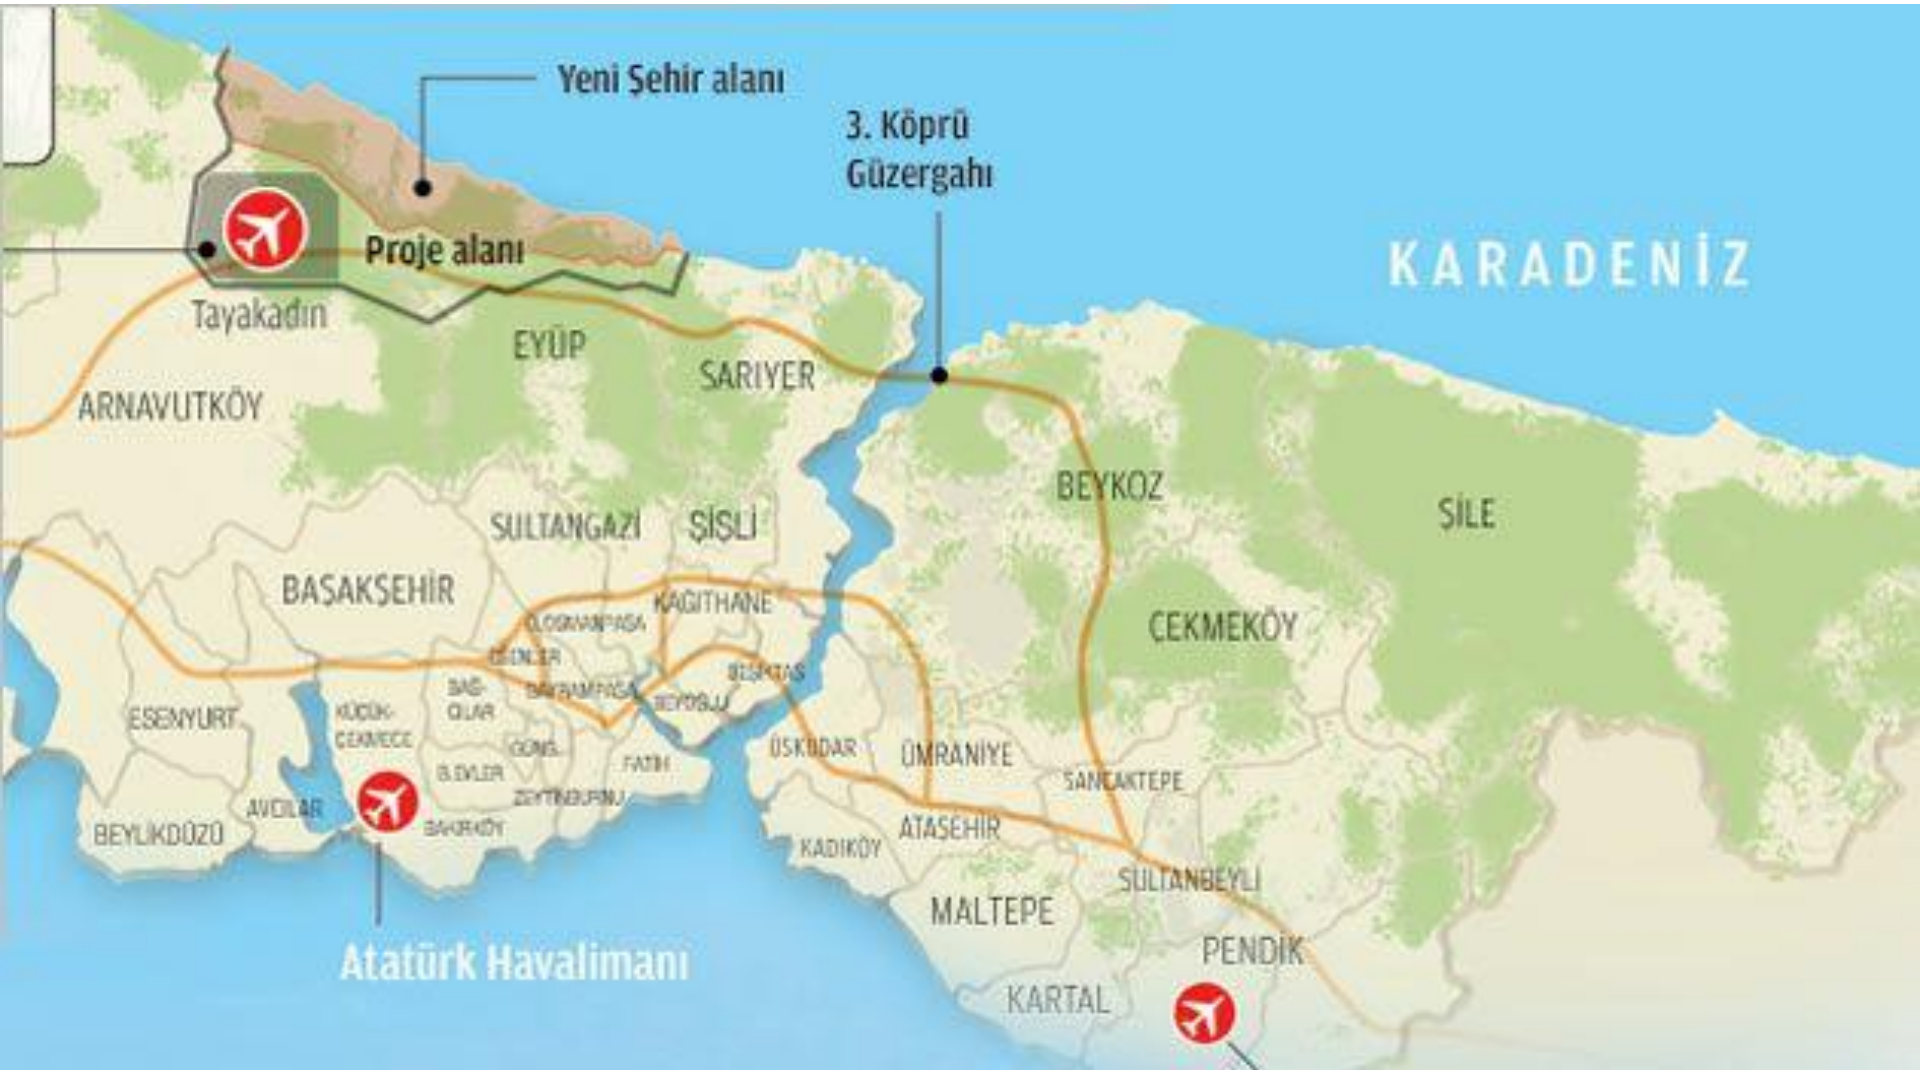 Yeni Şehir alanı
3. Köprü
Güzergahı
KARADENİZ
Proje alanı
Tayakadın
EYÜP
SARIYER
ARNAVUTKÖY
BEYKOZ
ŞİLE
SULTANGAZİ
ŞİŞLİ
BAŞAKŞEHİR
KAĞITHANE
G.OSMANPAŞA
ÇEKMEKÖY
ESENLER
BEŞİKTAŞ
BAYRAMPAŞA
BAĞ-
CILAR
BEYOĞLU
ESENYURT
KÜÇÜK-
ÇEKMECE
GÜNG.
ÜSKÜDAR
ÜMRANİYE
FATİH
B.EVLER
SANCAKTEPE
ZEYTİNBURNU
AVCILAR
BEYLİKDÜZÜ
BAKIRKÖY
ATAŞEHİR
KADIKÖY
SULTANBEYLİ
MALTEPE
PENDİK
Atatürk Havalimanı
KARTAL